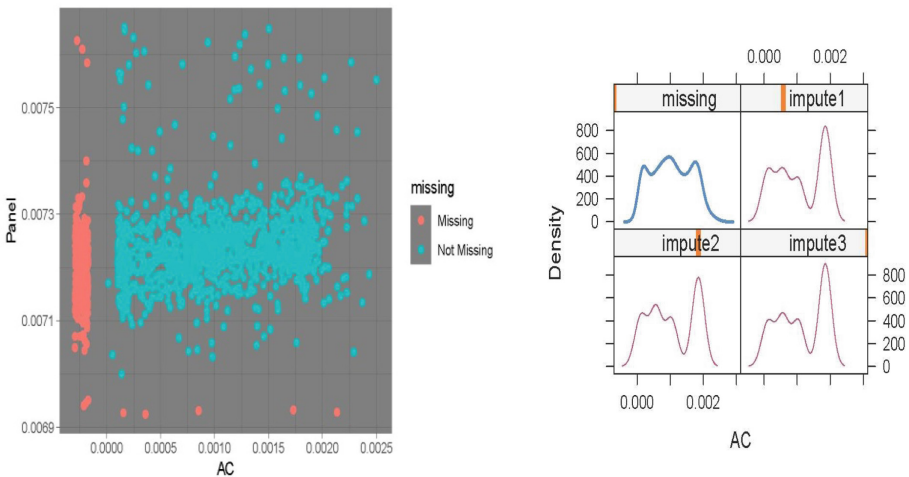 Panel
0.0075
0.0073
0.0071
0.0069
0.0000 0.0005 0.0010 0.0015 0.0020 0.0025
AC
missing
Missing
Not Missing
0.000 0.002
missing impute1
800
600
400
200
0
Density
impute2 impute3
800
600
400
200
0
0.000 0.002
AC